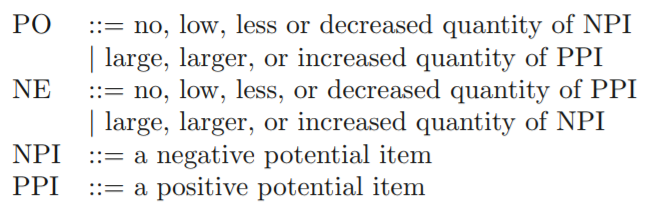 PO ::= no, low, less or decreased quantity of NPI
| large, larger, or increased quantity of PPI
NE ::= no, low, less, or decreased quantity of PPI
| large, larger, or increased quantity of NPI
NPI ::= a negative potential item
PPI ::= a positive potential item